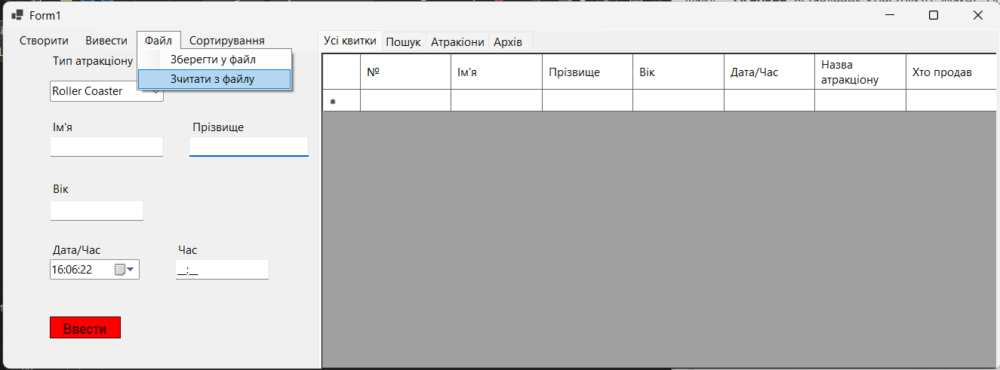 Form1
Створити Вивести Файл Сортирування
Зберегти у файл
Зчитати з файлу
Тип атракціону
Roller Coaster
Ім'я Прізвище
Вік
Дата/Час Час
16:06:22 __:__
Ввести
Усі квитки Пошук Атракіони Архів
№ Ім'я Прізвище Вік Дата/Час Назва атракціону Хто продав